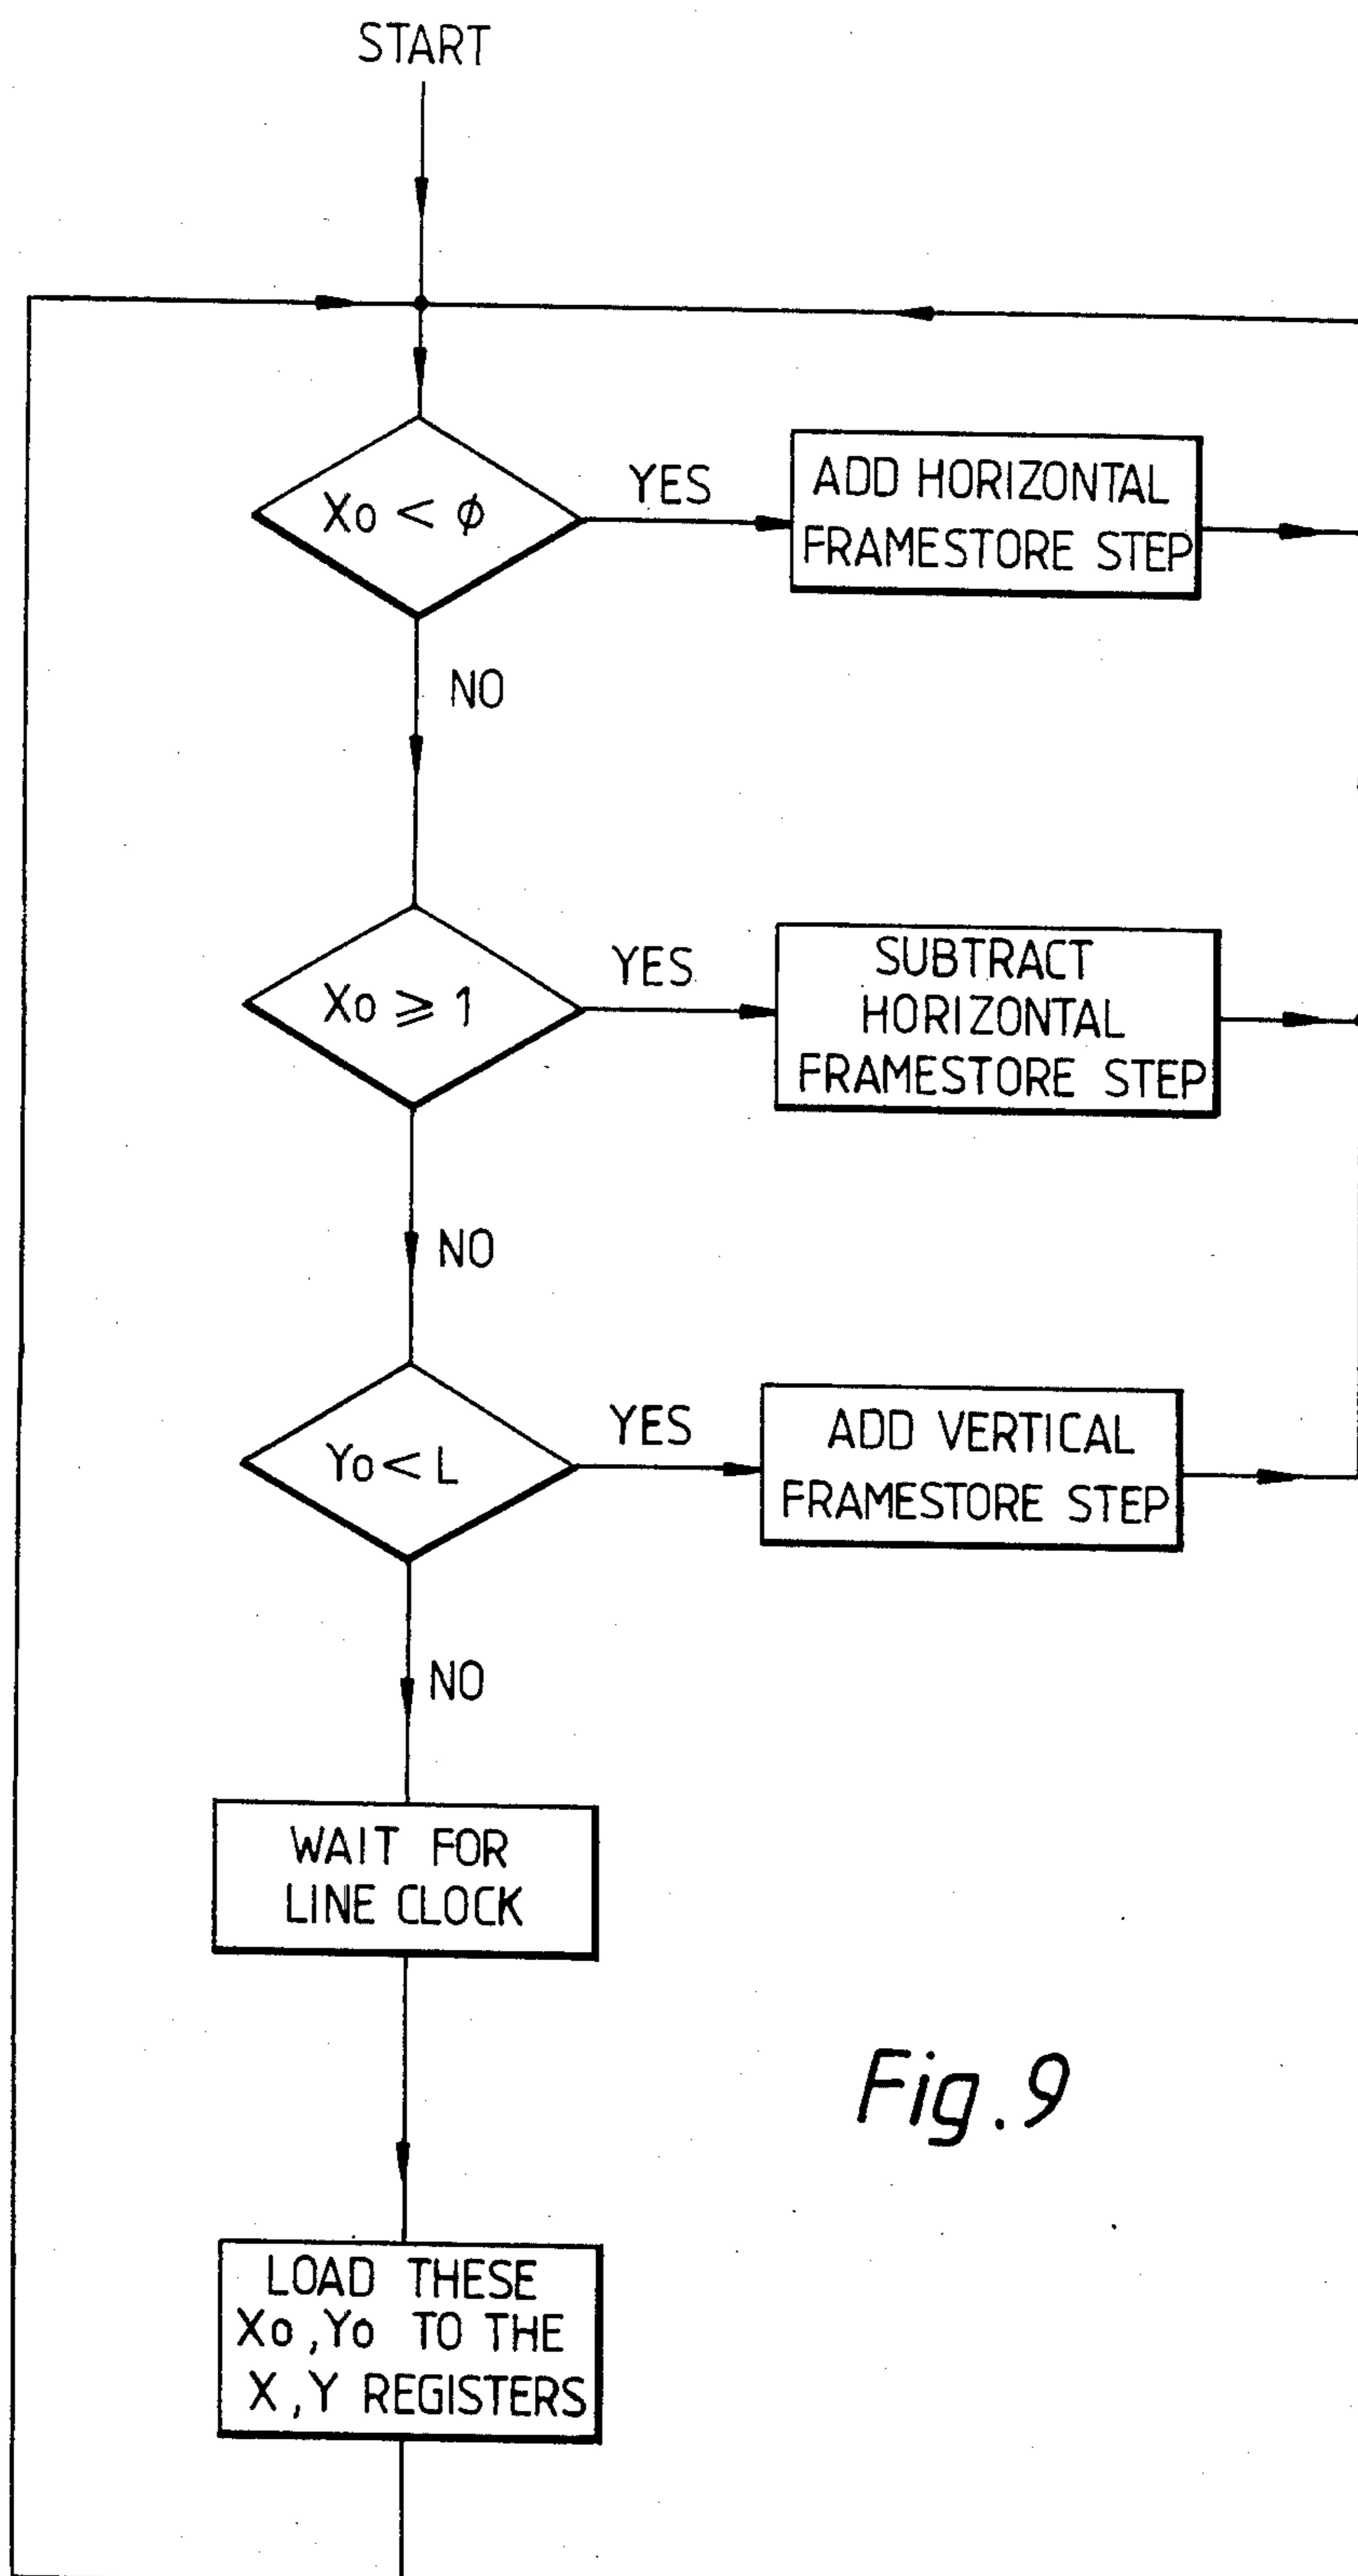 START
Xo < φ
YES
ADD HORIZONTAL
FRAMESTORE STEP
NO
Xo ⩾ 1
YES
SUBTRACT
HORIZONTAL
FRAMESTORE STEP
NO
Yo < L
YES
ADD VERTICAL
FRAMESTORE STEP
NO
WAIT FOR
LINE CLOCK
LOAD THESE
Xo, Yo TO THE
X, Y REGISTERS
Fig. 9